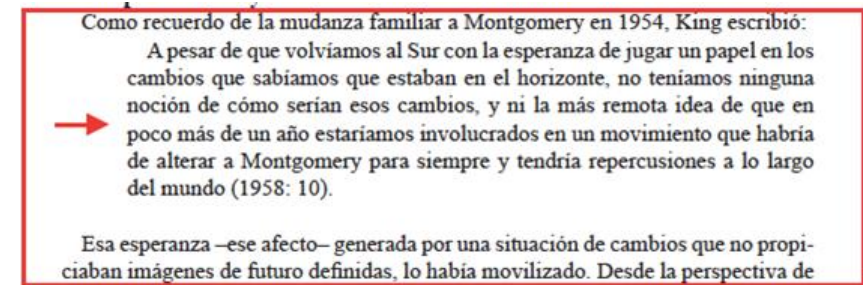 Como recuerdo de la mudanza familiar a Montgomery en 1954, King escribió:
A pesar de que volvíamos al Sur con la esperanza de jugar un papel en los
cambios que sabíamos que estaban en el horizonte, no teníamos ninguna
noción de cómo serían esos cambios, y ni la más remota idea de que en
poco más de un año estaríamos involucrados en un movimiento que habría
de alterar a Montgomery para siempre y tendría repercusiones a lo largo
del mundo (1958: 10).
Esa esperanza –ese afecto– generada por una situación de cambios que no propi-
ciaban imágenes de futuro definidas, lo había movilizado. Desde la perspectiva de